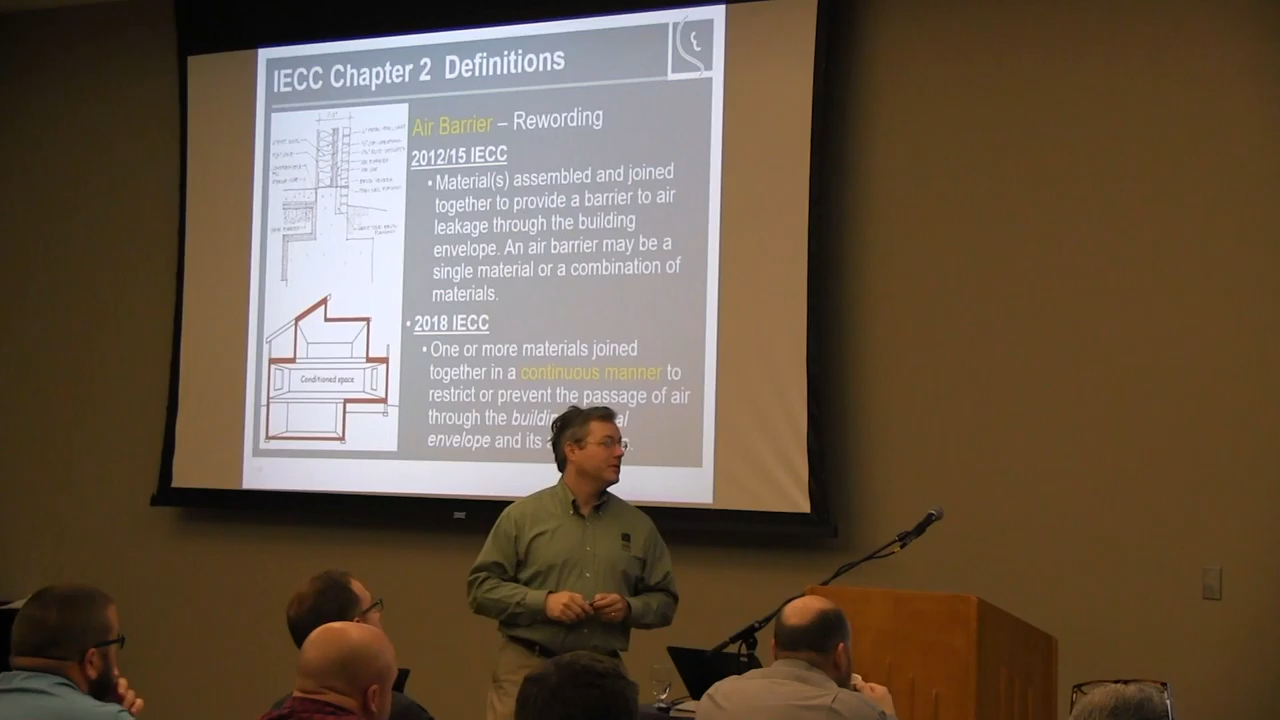 IECC Chapter 2 Definitions
Air Barrier – Rewording
2012/15 IECC
• Material(s) assembled and joined
together to provide a barrier to air
leakage through the building
envelope. An air barrier may be a
single material or a combination of
materials.
• 2018 IECC
• One or more materials joined
together in a continuous manner to
restrict or prevent the passage of air
through the
envelope and its
Conditioned space